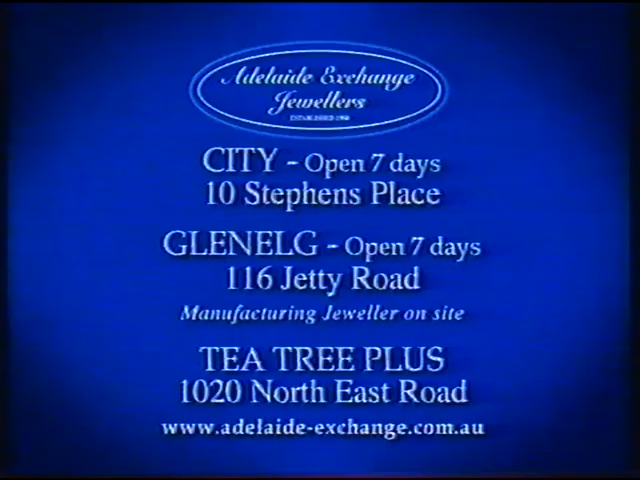 Adelaide Exchange
Jewellers
CITY - Open 7 days
10 Stephens Place
GLENELG - Open 7 days
116 Jetty Road
Manufacturing Jeweller on site
TEA TREE PLUS
1020 North East Road
www.adelaide-exchange.com.au